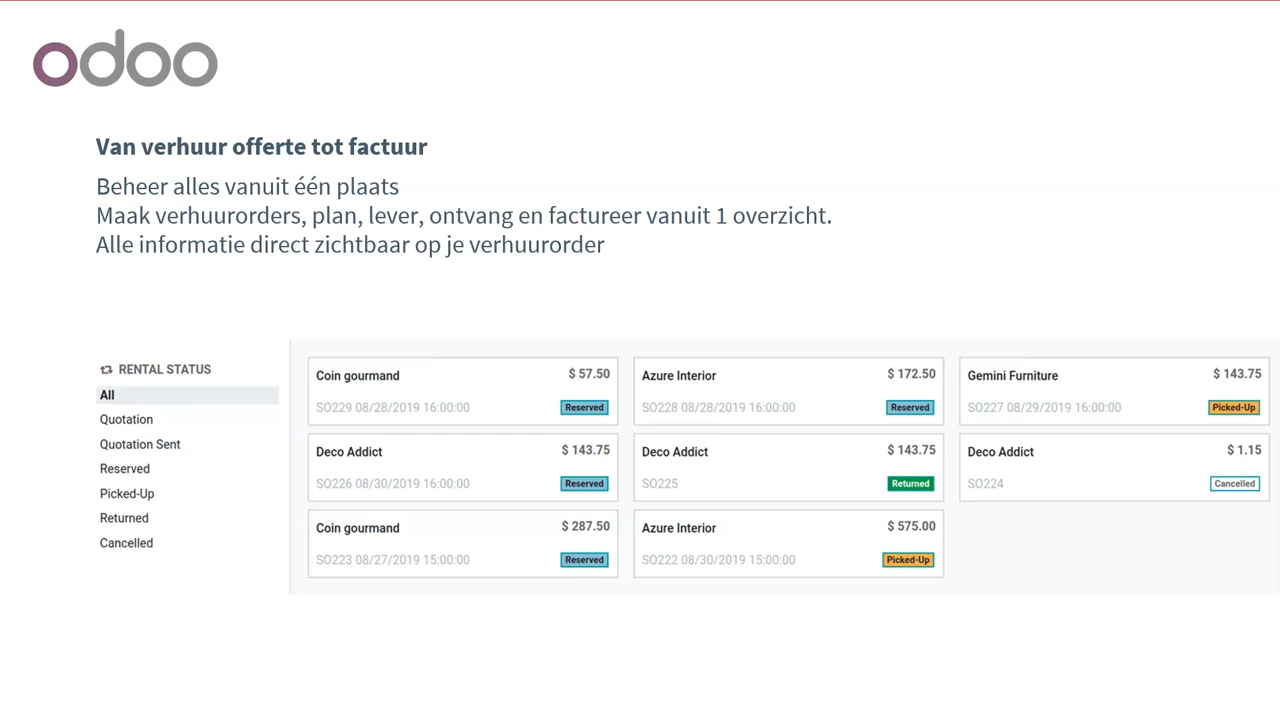 odoo
Van verhuur offerte tot factuur
Beheer alles vanuit één plaats
Maak verhuurorders, plan, lever, ontvang en factureer vanuit 1 overzicht.
Alle informatie direct zichtbaar op je verhuurorder
RENTAL STATUS
All
Quotation
Quotation Sent
Reserved
Picked-Up
Returned
Cancelled
Coin gourmand $ 57.50
SO229 08/28/2019 16:00:00 Reserved
Azure Interior $ 172.50
SO228 08/28/2019 16:00:00 Reserved
Gemini Furniture $ 143.75
SO227 08/29/2019 16:00:00 Picked-Up
Deco Addict $ 143.75
SO226 08/30/2019 16:00:00 Reserved
Deco Addict $ 143.75
SO225 Returned
Deco Addict $ 1.15
SO224 Cancelled
Coin gourmand $ 287.50
SO223 08/27/2019 15:00:00 Reserved
Azure Interior $ 575.00
SO222 08/30/2019 15:00:00 Picked-Up